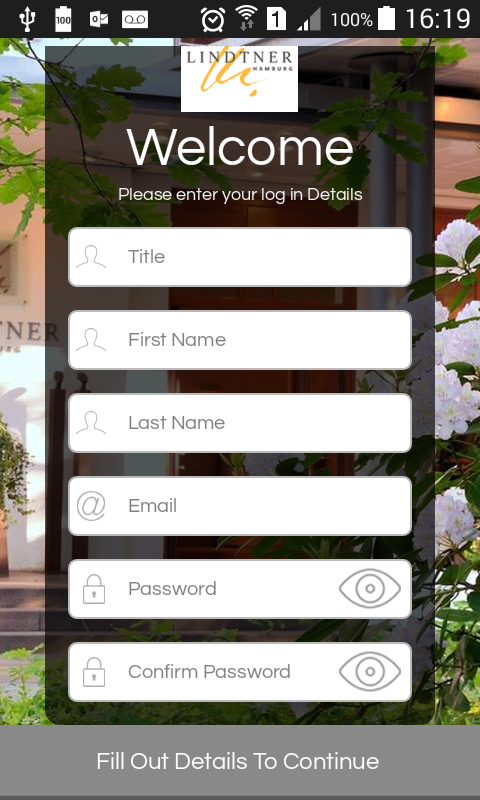 100
1
100%
16:19
LINDTNER
HAMBURG
Welcome
Please enter your log in Details
Title
First Name
TNER
Last Name
Email
Password
Confirm Password
Fill Out Details To Continue